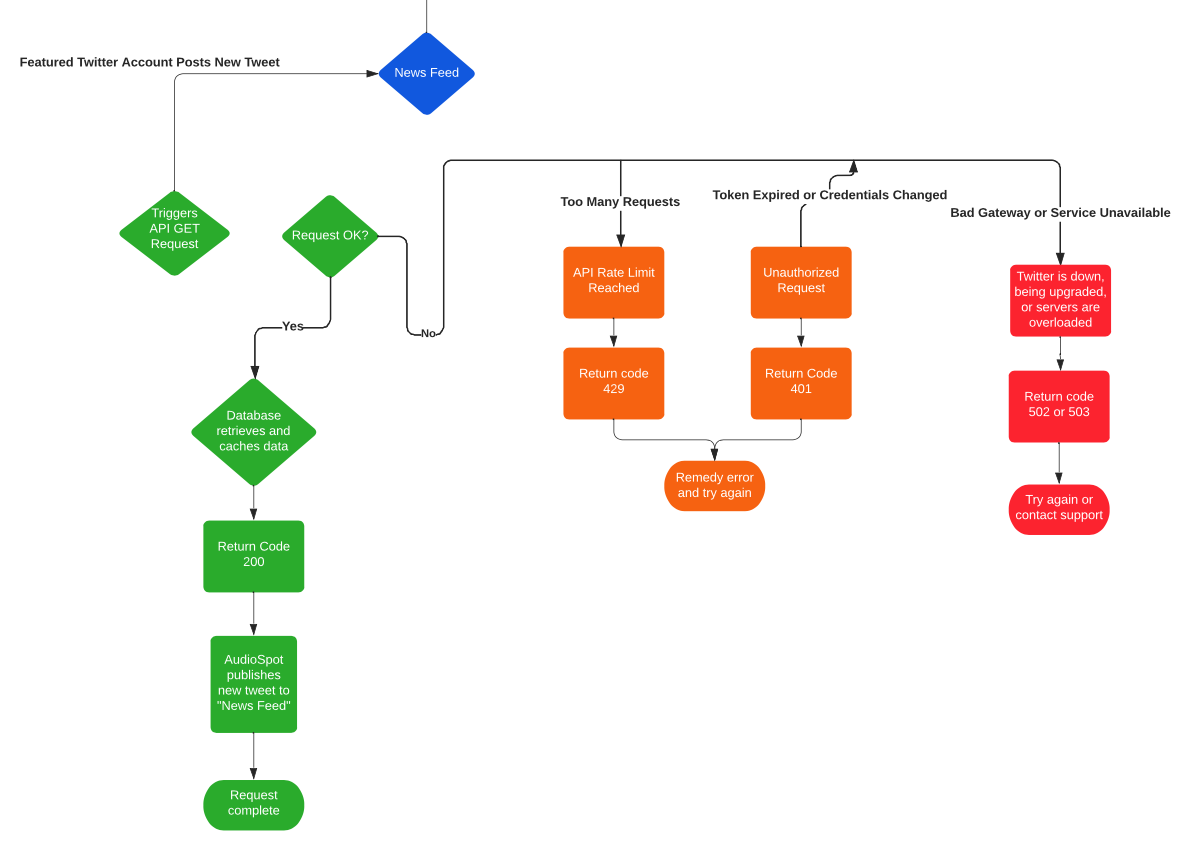 Featured Twitter Account Posts New Tweet
News Feed
Triggers
API GET
Request
Request OK?
Yes
No
Too Many Requests
Token Expired or Credentials Changed
Bad Gateway or Service Unavailable
API Rate Limit
Reached
Unauthorized
Request
Twitter is down,
being upgraded,
or servers are
overloaded
Return code
429
Return Code
401
Return code
502 or 503
Remedy error
and try again
Try again or
contact support
Database
retrieves and
caches data
Return Code
200
AudioSpot
publishes
new tweet to
"News Feed"
Request
complete